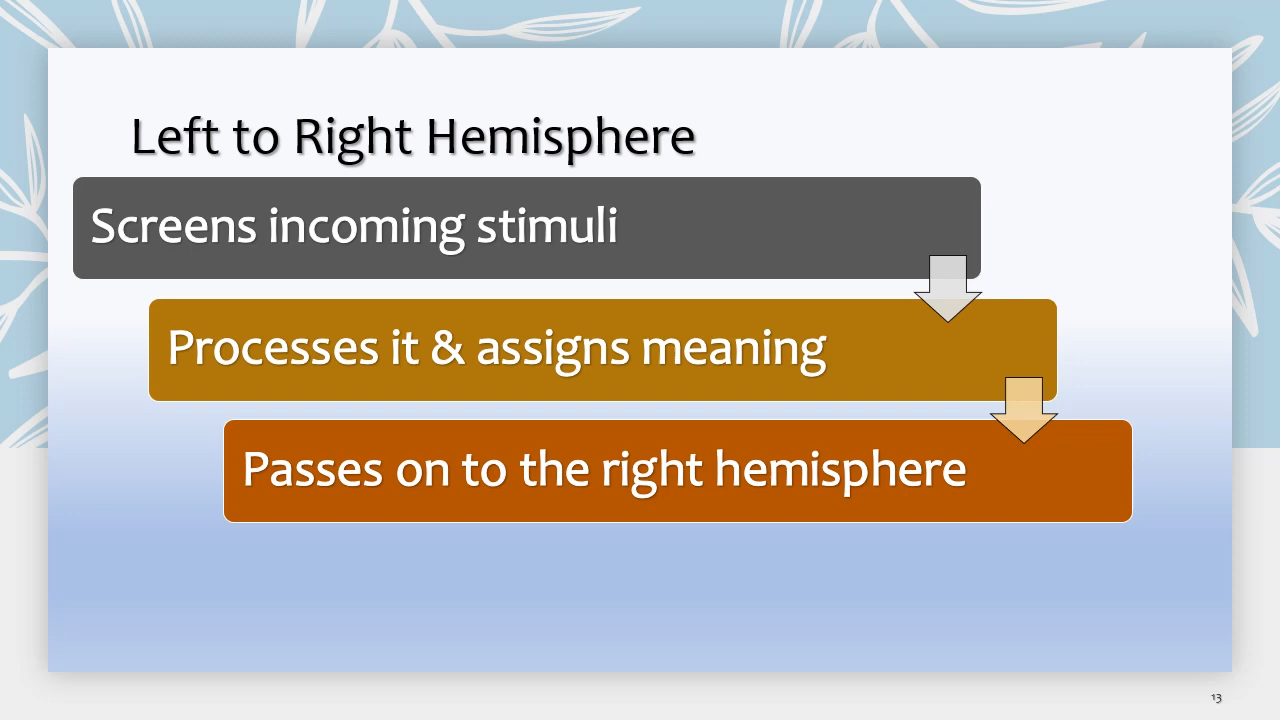 Left to Right Hemisphere
Screens incoming stimuli
Processes it & assigns meaning
Passes on to the right hemisphere
13